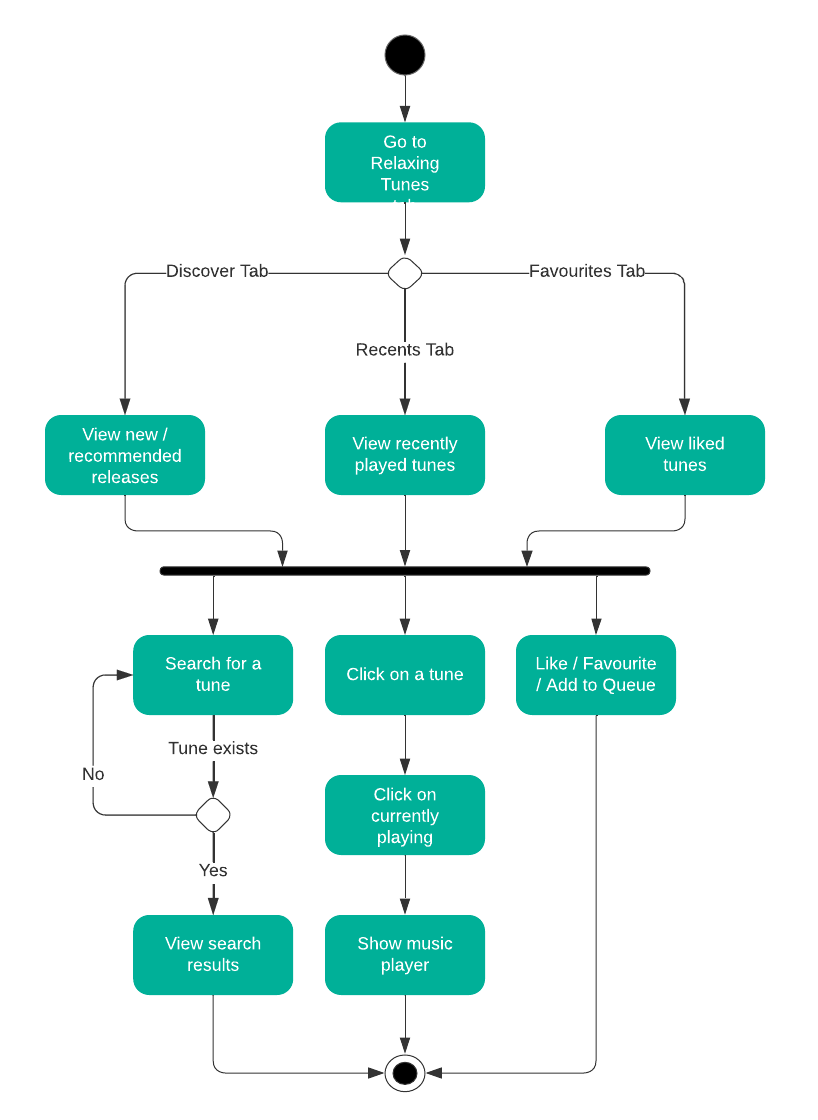 Go to
Relaxing
Tunes
Discover Tab
Favourites Tab
Recents Tab
View new /
recommended
releases
View recently
played tunes
View liked
tunes
Search for a
tune
Click on a tune
Like / Favourite
/ Add to Queue
Tune exists
No
Click on
currently
playing
Yes
View search
results
Show music
player